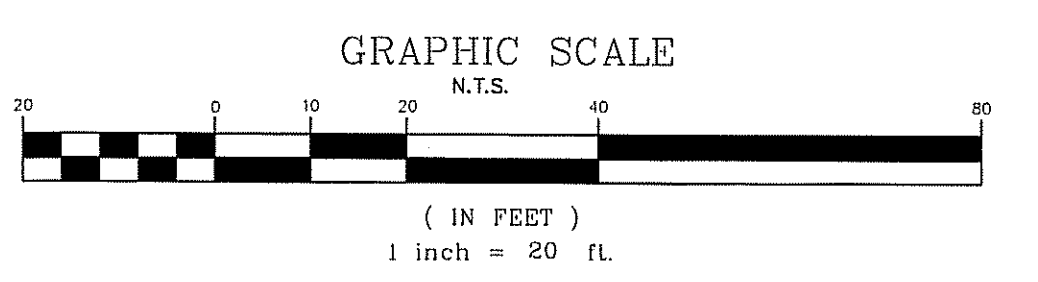 GRAPHIC SCALE
N.T.S.
20 0 10 20 40 80
( IN FEET )
1 inch = 20 ft.